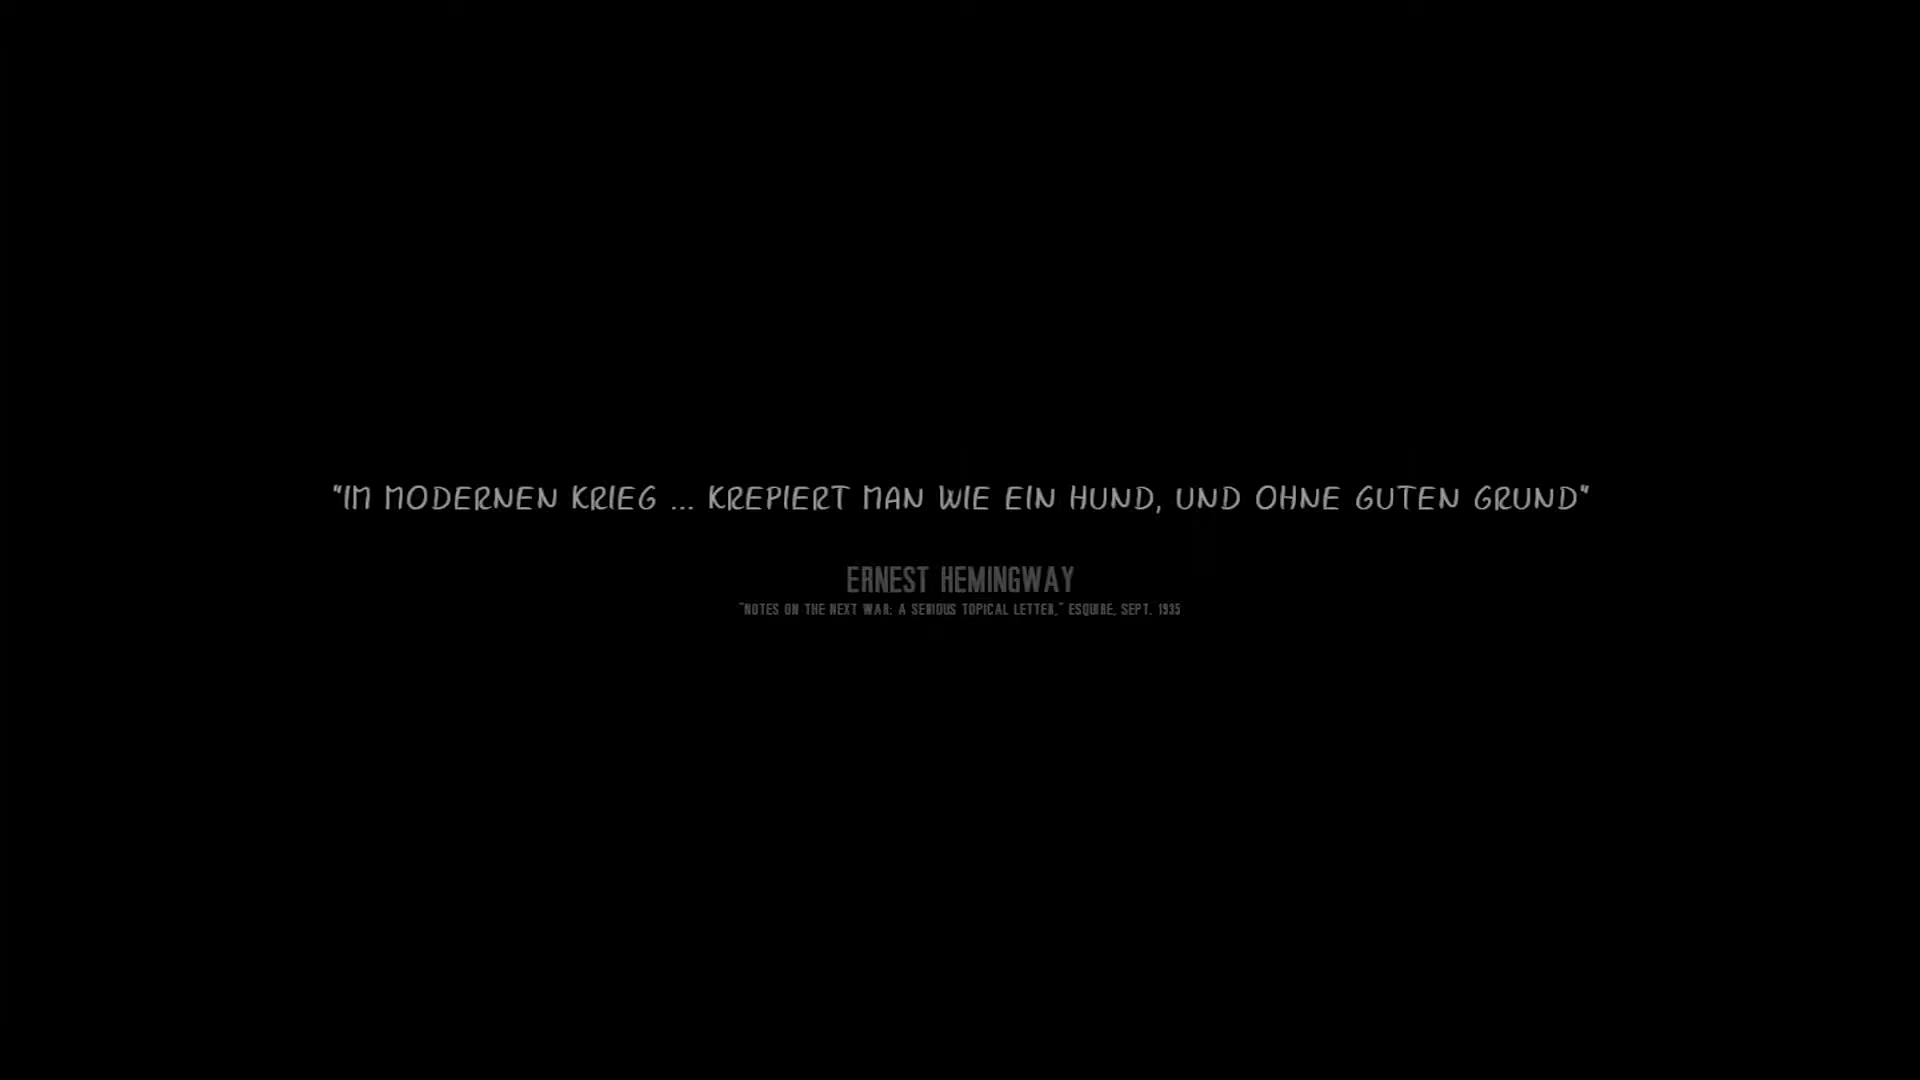 "IM MODERNEN KRIEG ... KREPIERT MAN WIE EIN HUND, UND OHNE GUTEN GRUND"
ERNEST HEMINGWAY
"NOTES ON THE NEXT WAR: A SERIOUS TOPICAL LETTER," ESQUIRE, SEPT. 1935